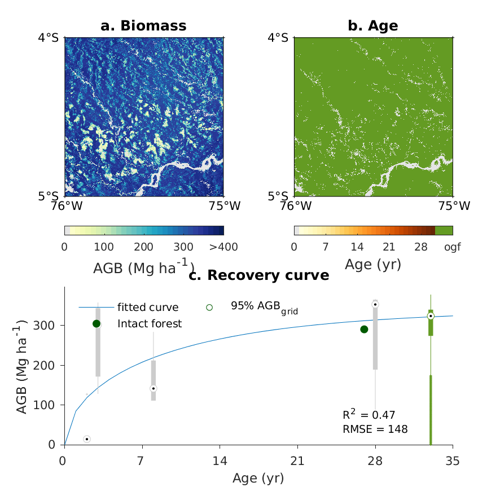 a. Biomass
b. Age
4°S
5°S
76°W
75°W
4°S
5°S
76°W
75°W
0 100 200 300 >400
AGB (Mg ha-1)
0 7 14 21 28 ogf
Age (yr)
c. Recovery curve
fitted curve
95% AGBgrid
Intact forest
R2 = 0.47
RMSE = 148
AGB (Mg ha-1)
300
200
100
0
0 7 14 21 28 35
Age (yr)